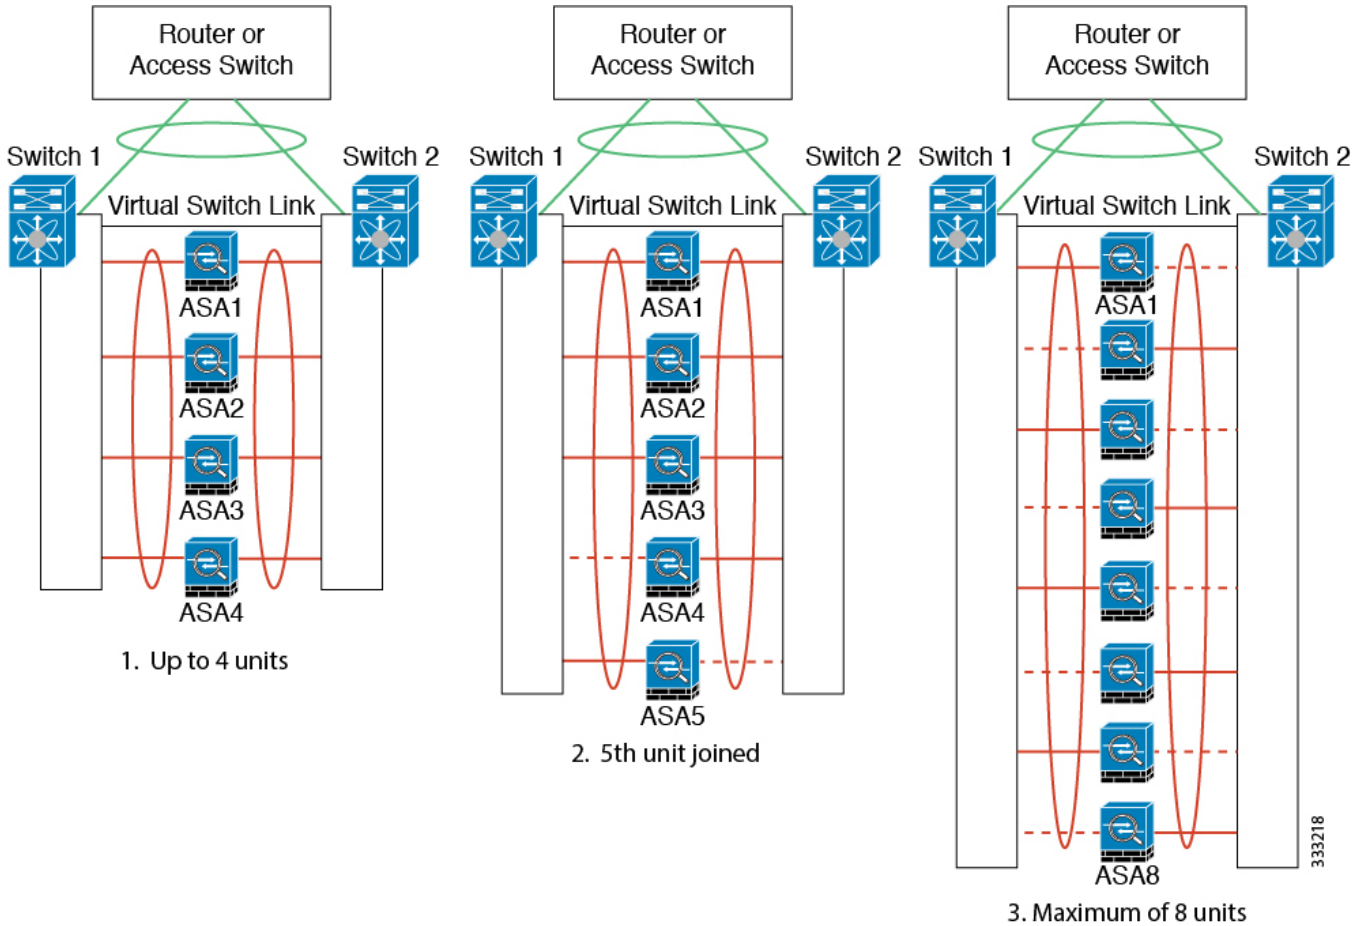 Router or
Access Switch
Switch 1
Switch 2
Virtual Switch Link
ASA1
ASA2
ASA3
ASA4
1. Up to 4 units
Router or
Access Switch
Switch 1
Switch 2
Virtual Switch Link
ASA1
ASA2
ASA3
ASA4
ASA5
2. 5th unit joined
Router or
Access Switch
Switch 1
Switch 2
Virtual Switch Link
ASA1
ASA8
333218
3. Maximum of 8 units